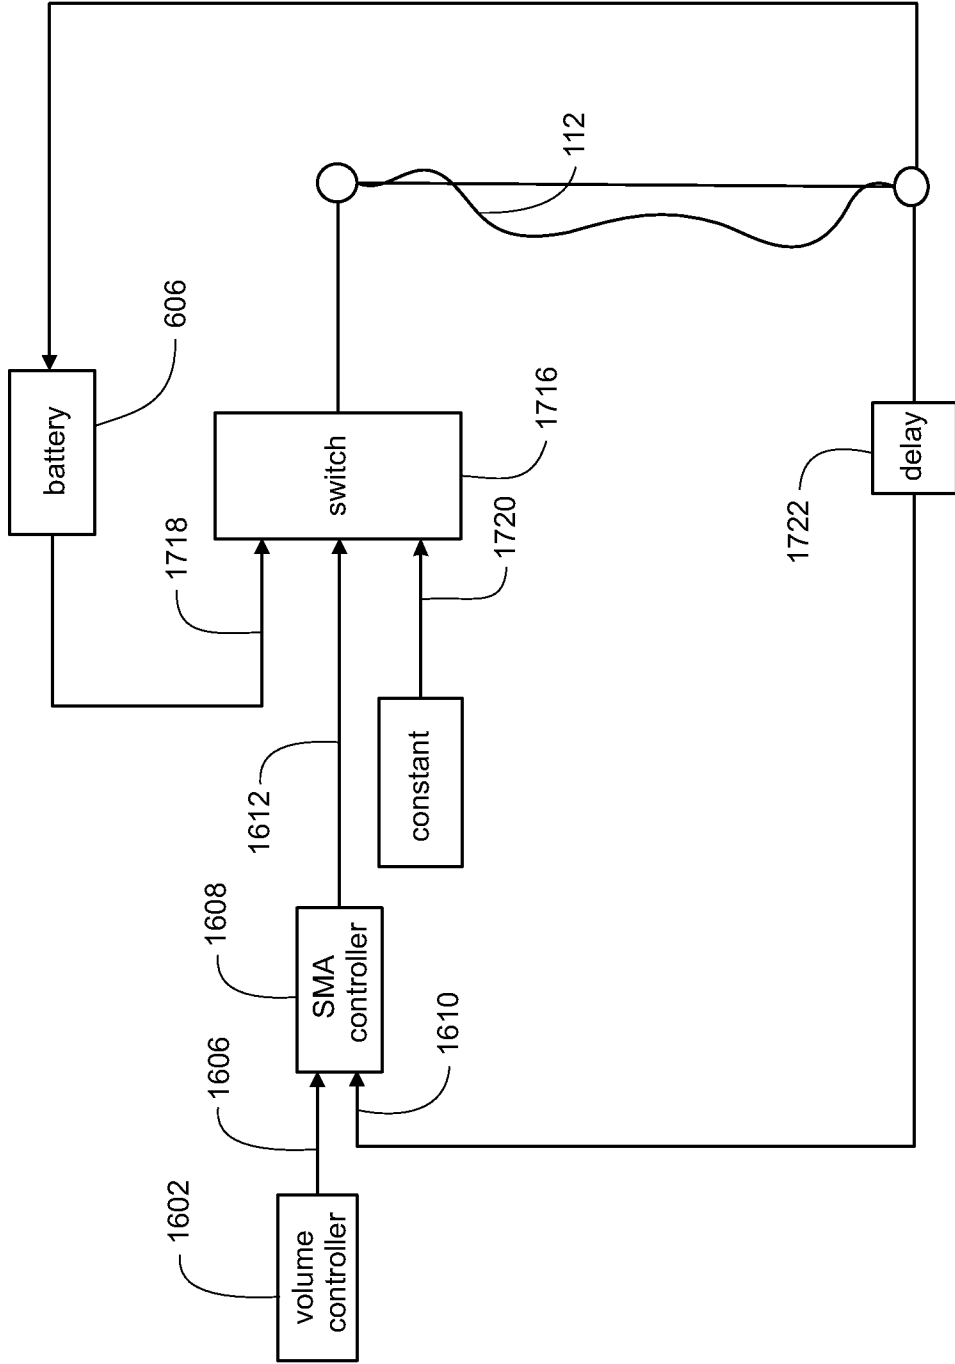 battery
606
1718
switch
1716
112
1612
1720
constant
1608
SMA
controller
1606
1610
1602
volume
controller
delay
1722